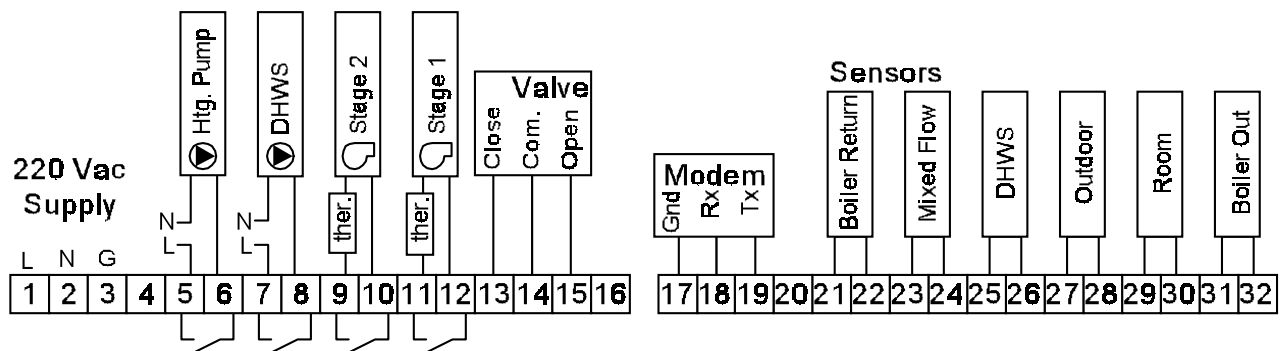 220 Vac
Supply
L
N
G
Htg. Pump
N
L
DHWS
N
L
Stage 2
ther.
Stage 1
ther.
Valve
Close
Com.
Open
1 2 3 4 5 6 7 8 9 10 11 12 13 14 15 16
Modem
Gnd
Rx
Tx
Sensors
Boiler Return
Mixed Flow
DHWS
Outdoor
Room
Boiler Out
17 18 19 20 21 22 23 24 25 26 27 28 29 30 31 32